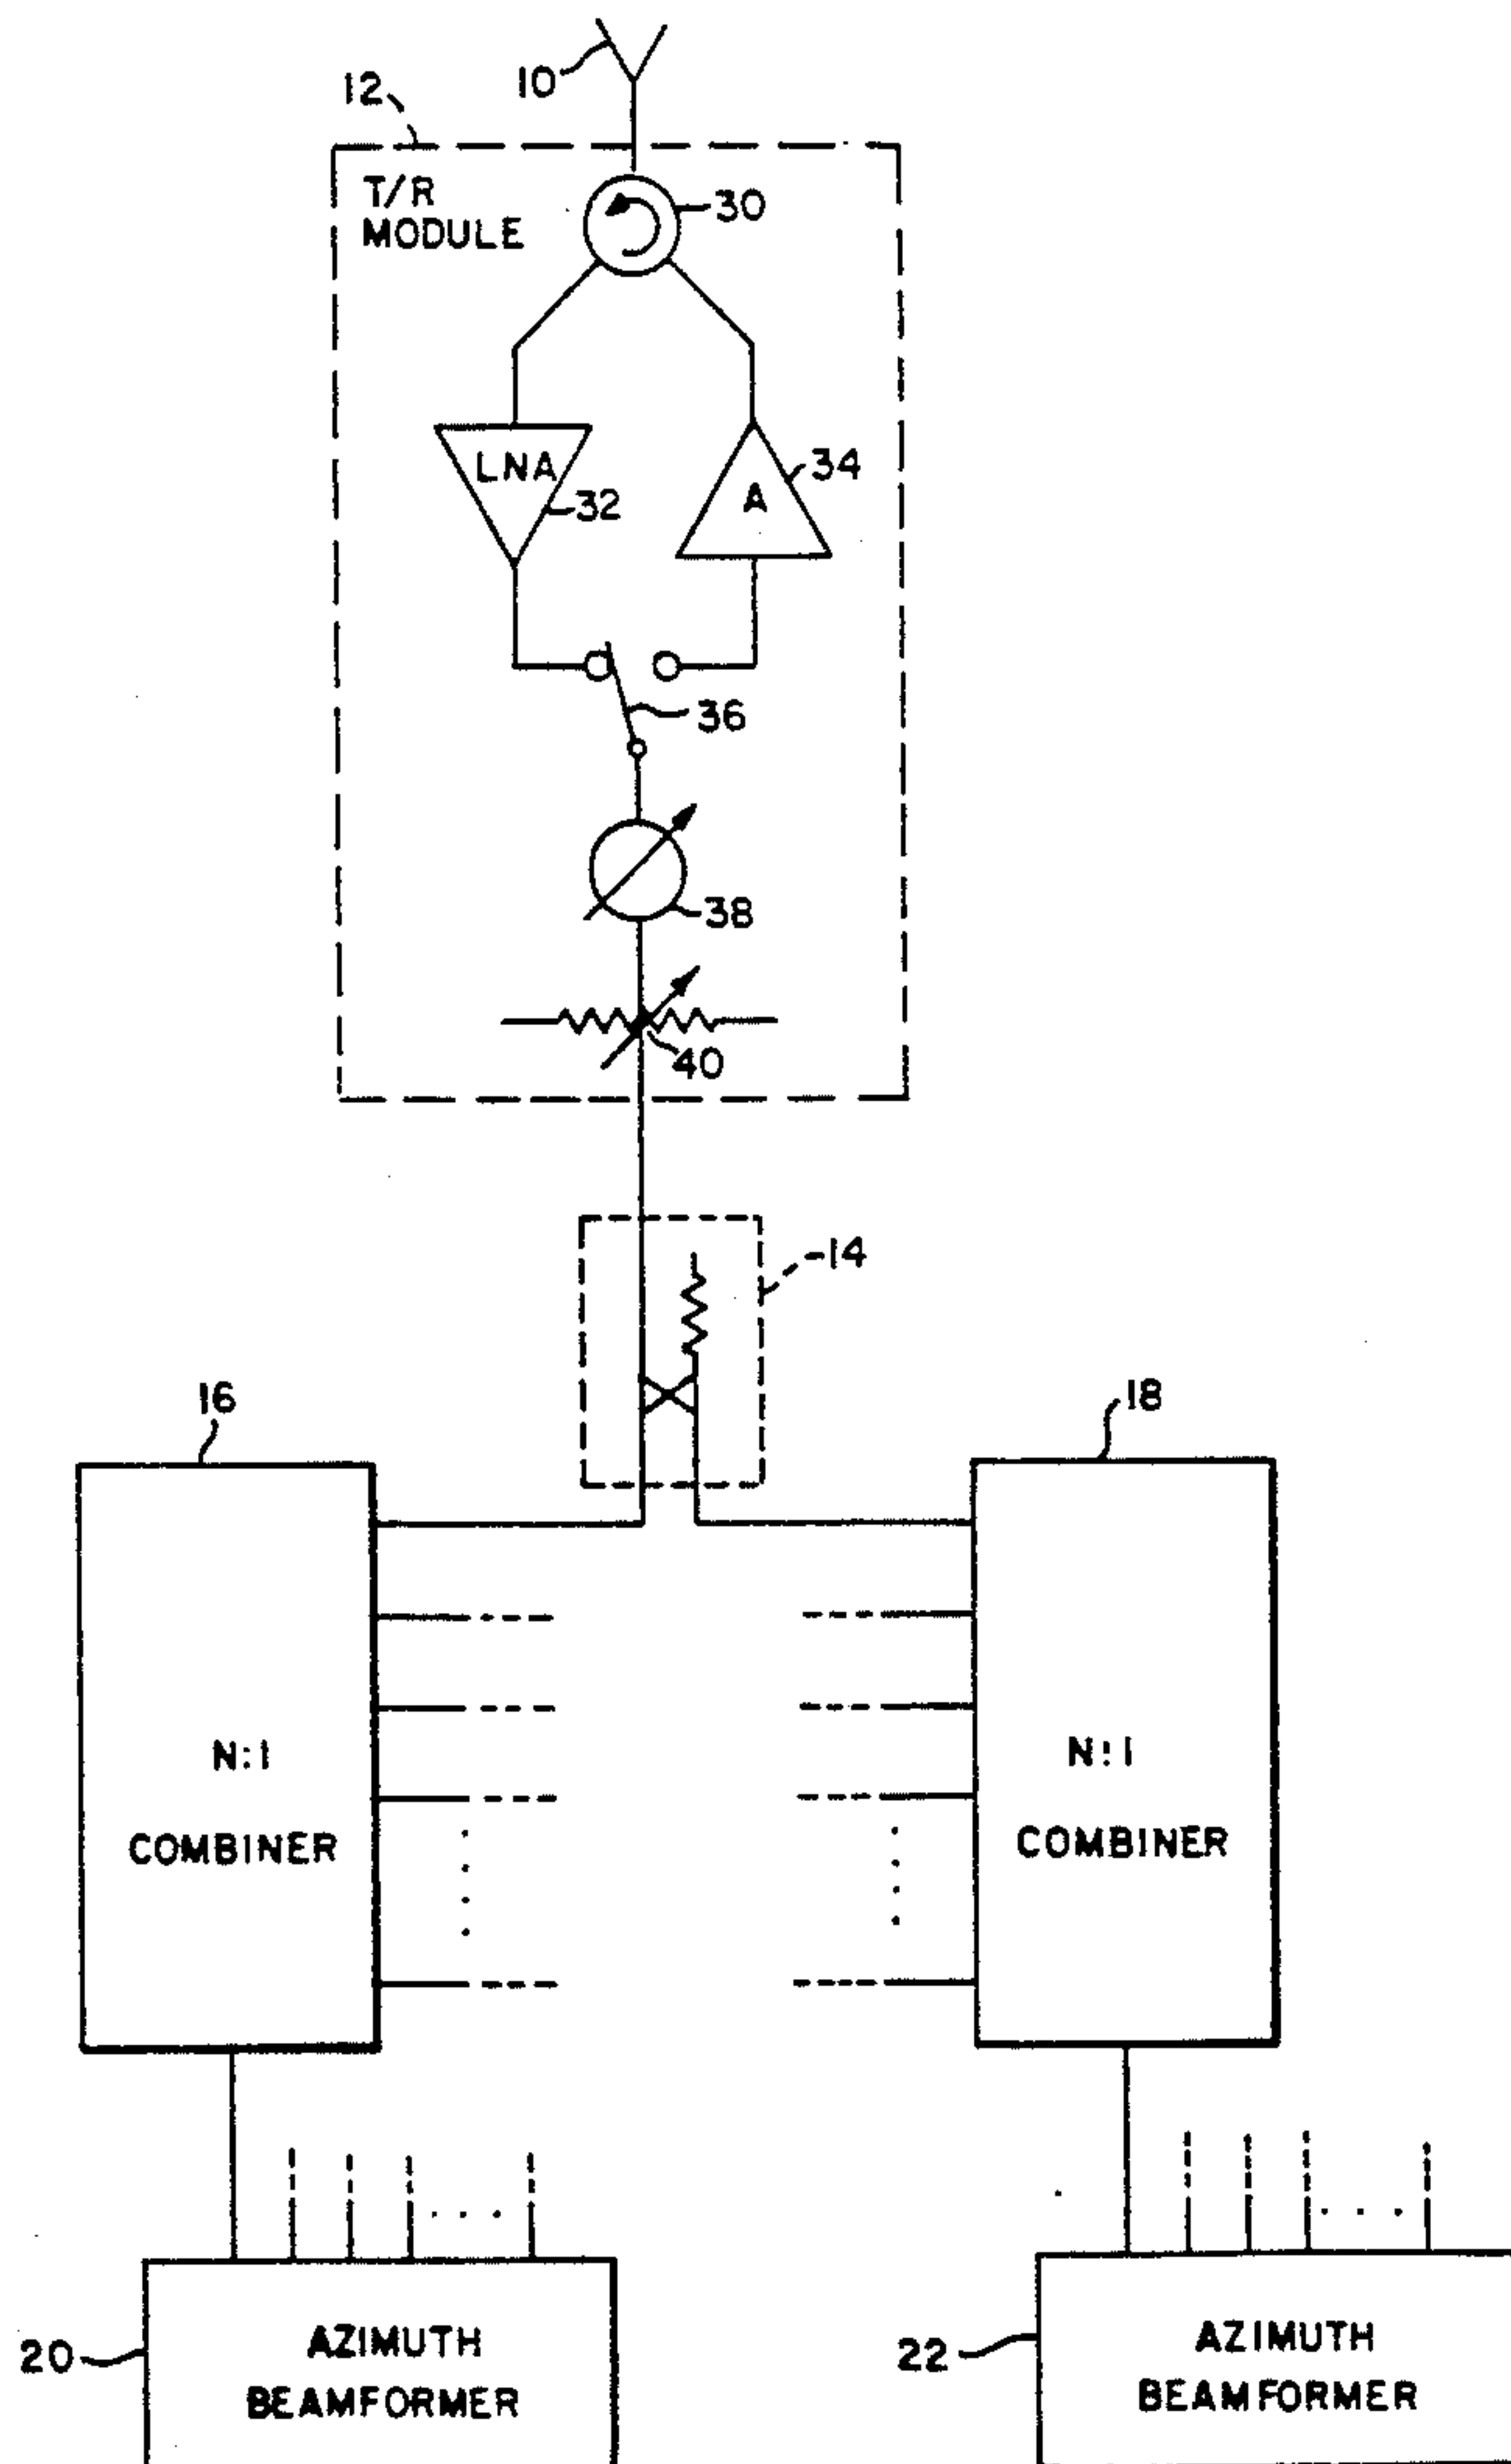 10
12
T/R
MODULE
30
LNA
32
A
34
36
38
40
14
16
18
N:1
COMBINER
N:1
COMBINER
20
AZIMUTH
BEAMFORMER
22
AZIMUTH
BEAMFORMER